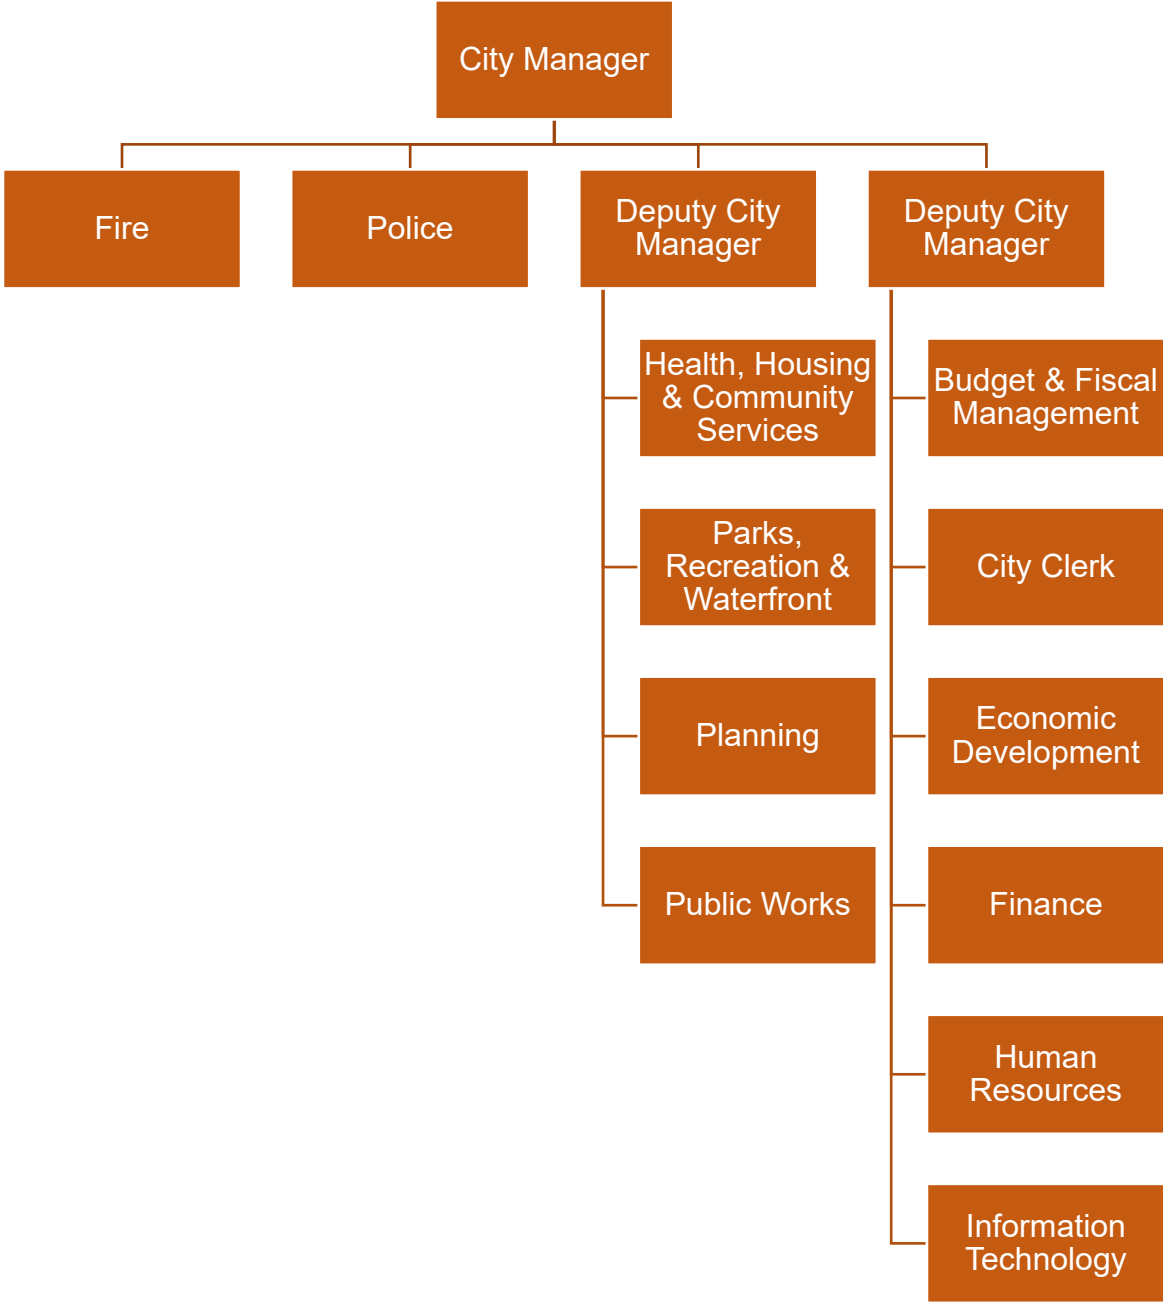 City Manager
Fire
Police
Deputy City
Manager
Deputy City
Manager
Health, Housing
& Community
Services
Parks,
Recreation &
Waterfront
Planning
Public Works
Budget & Fiscal
Management
City Clerk
Economic
Development
Finance
Human
Resources
Information
Technology